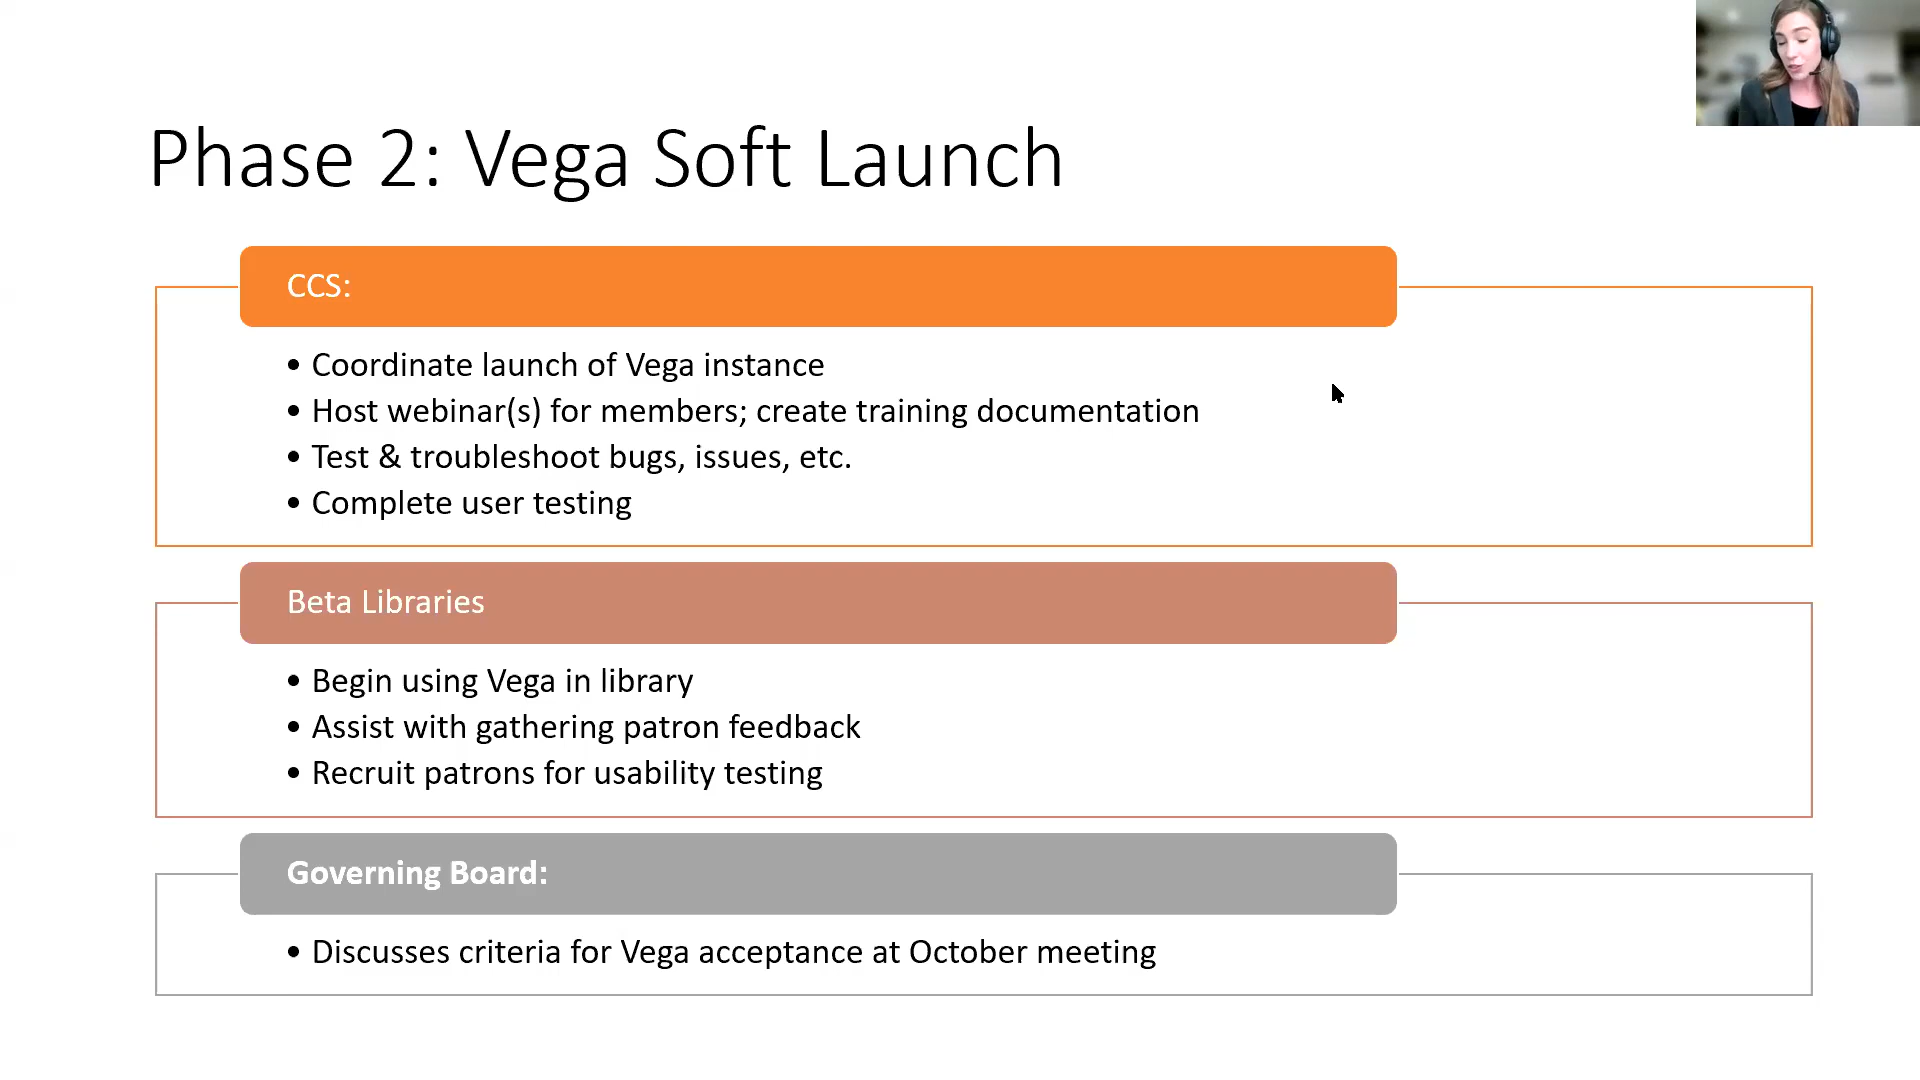 Phase 2: Vega Soft Launch
CCS:
• Coordinate launch of Vega instance
• Host webinar(s) for members; create training documentation
• Test & troubleshoot bugs, issues, etc.
• Complete user testing
Beta Libraries
• Begin using Vega in library
• Assist with gathering patron feedback
• Recruit patrons for usability testing
Governing Board:
• Discusses criteria for Vega acceptance at October meeting